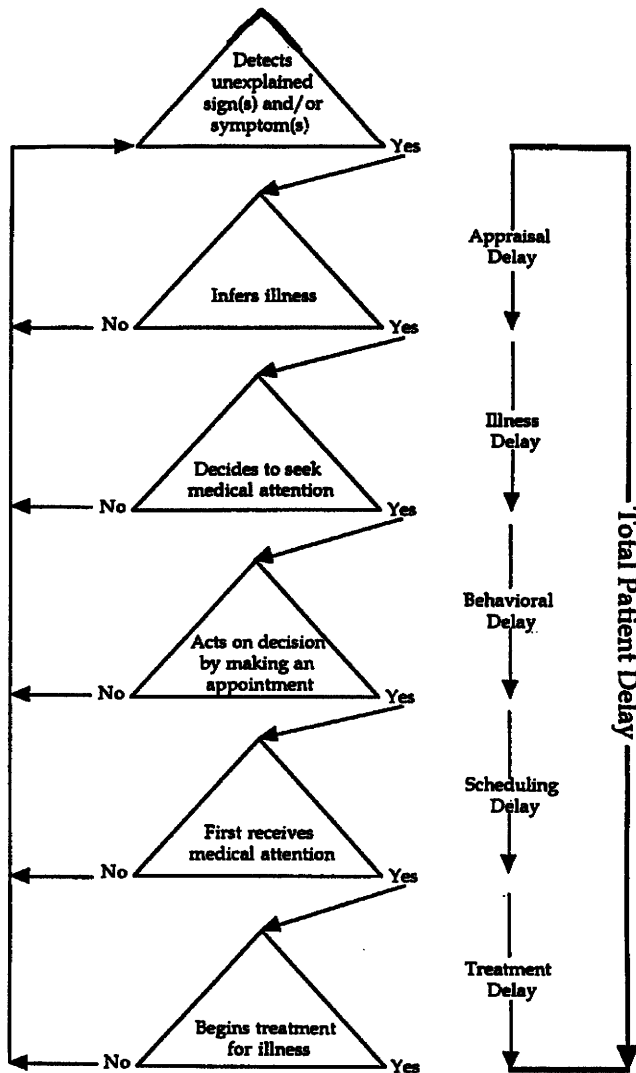 Detects
unexplained
sign(s) and/or
symptom(s)
Yes
Appraisal
Delay
Infers illness
No
Yes
Illness
Delay
Decides to seek
medical attention
No
Yes
Behavioral
Delay
Acts on decision
by making an
appointment
No
Yes
Scheduling
Delay
First receives
medical attention
No
Yes
Treatment
Delay
Begins treatment
for illness
No
Yes
Total Patient Delay